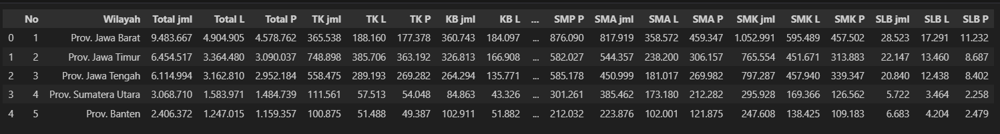 No Wilayah Total jml Total L Total P TK jml TK L TK P KB jml KB L ... SMP P SMA jml SMA L SMA P SMK jml SMK L SMK P SLB jml SLB L SLB P
0 1 Prov. Jawa Barat 9.483.667 4.904.905 4.578.762 365.538 188.160 177.378 360.743 184.097 ... 876.090 817.919 358.572 459.347 1.052.991 595.489 457.502 28.523 17.291 11.232
1 2 Prov. Jawa Timur 6.454.517 3.364.480 3.090.037 748.898 385.706 363.192 326.813 166.908 ... 582.027 544.357 238.200 306.157 765.554 451.671 313.883 22.147 13.460 8.687
2 3 Prov. Jawa Tengah 6.114.994 3.162.810 2.952.184 558.475 289.193 269.282 264.294 135.771 ... 585.178 450.999 181.017 269.982 797.287 457.940 339.347 20.840 12.438 8.402
3 4 Prov. Sumatera Utara 3.068.710 1.583.971 1.484.739 111.561 57.513 54.048 84.863 43.326 ... 301.261 385.462 173.180 212.282 295.928 169.366 126.562 5.722 3.464 2.258
4 5 Prov. Banten 2.406.372 1.247.015 1.159.357 100.875 51.488 49.387 102.911 51.882 ... 212.032 223.876 102.001 121.875 247.608 138.425 109.183 6.683 4.204 2.479